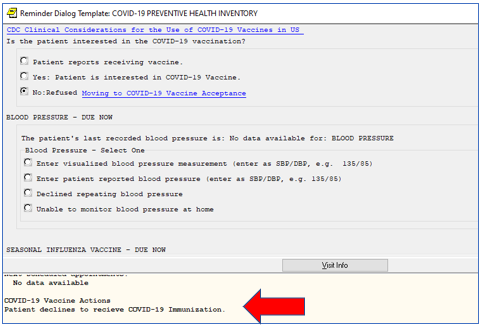 Reminder Dialog Template: COVID-19 PREVENTIVE HEALTH INVENTORY
CDC Clinical Considerations for the Use of COVID-19 Vaccines in US
Is the patient interested in the COVID-19 vaccination?
Patient reports receiving vaccine.
Yes: Patient is interested in COVID-19 Vaccine.
No:Refused Moving to COVID-19 Vaccine Acceptance
BLOOD PRESSURE - DUE NOW
The patient's last recorded blood pressure is: No data available for: BLOOD PRESSURE
Blood Pressure - Select One
Enter visualized blood pressure measurement (enter as SBP/DBP, e.g. 135/85)
Enter patient reported blood pressure (enter as SBP/DBP, e.g. 135/85)
Declined repeating blood pressure
Unable to monitor blood pressure at home
SEASONAL INFLUENZA VACCINE - DUE NOW
Visit Info
Next scheduled appointments:
No data available
COVID-19 Vaccine Actions
Patient declines to recieve COVID-19 Immunization.